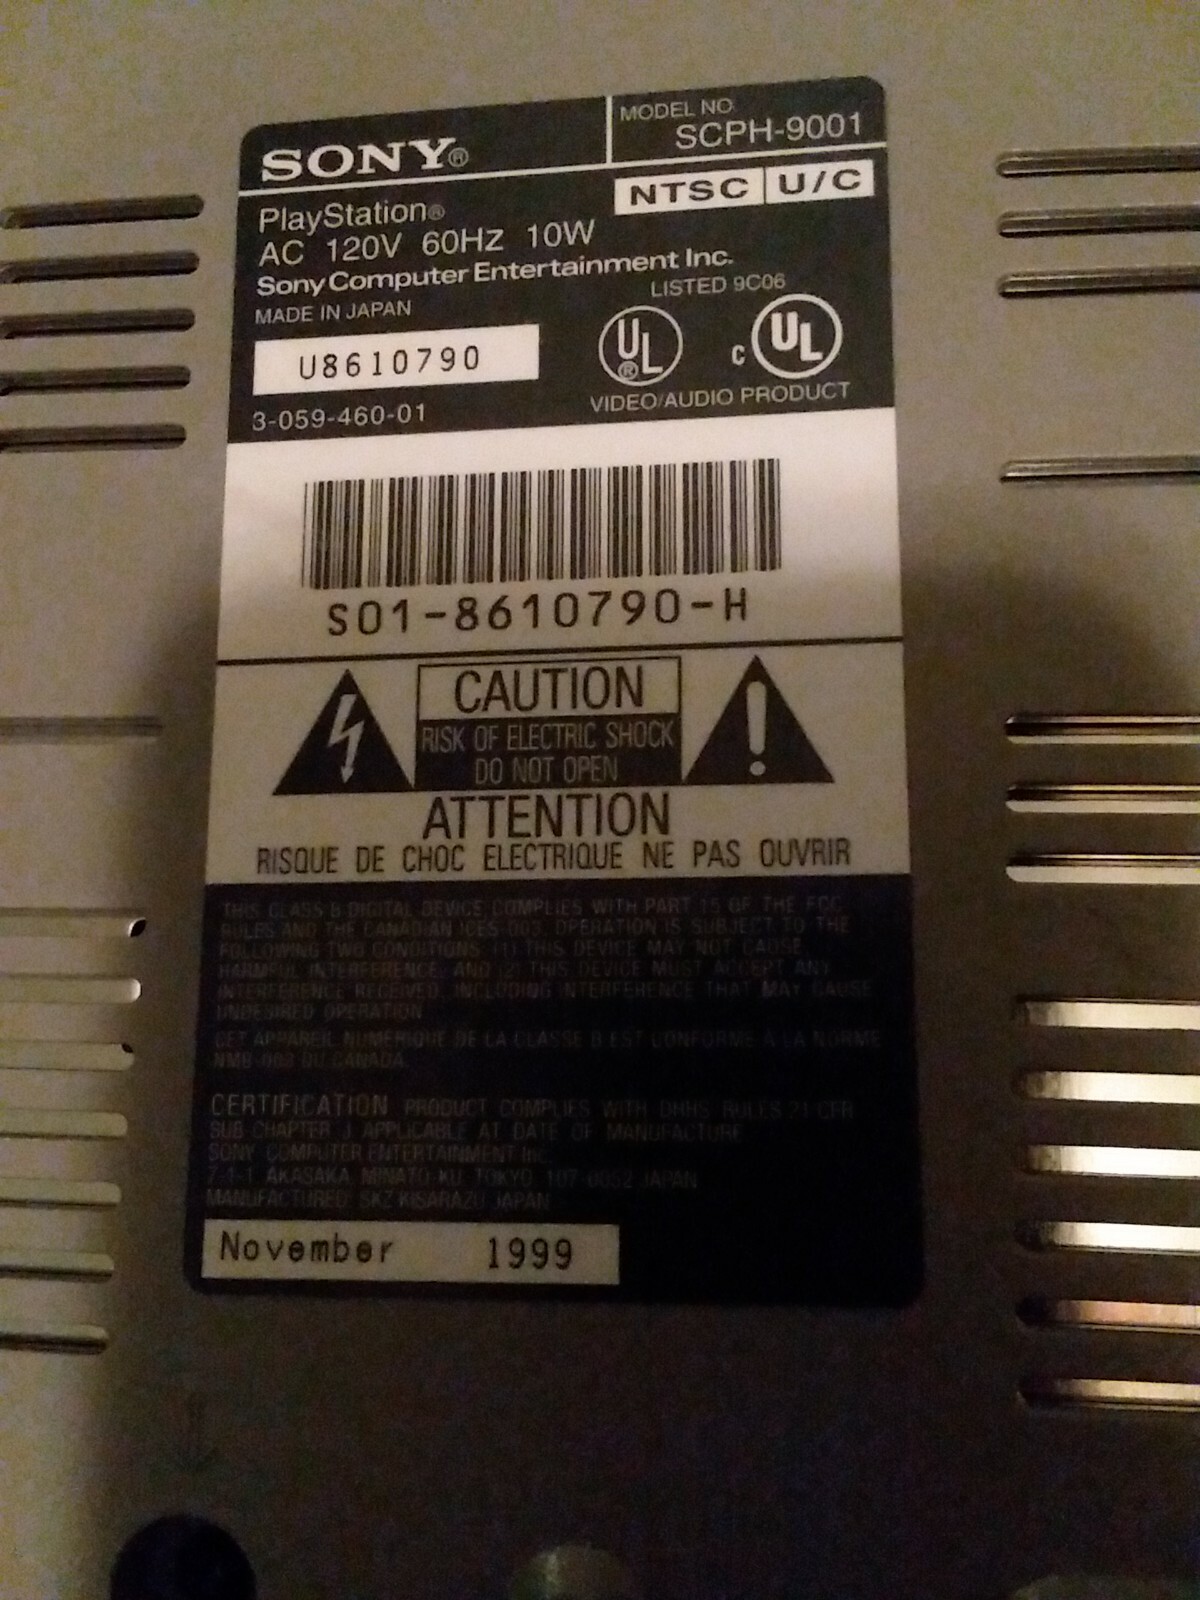 SONY®
MODEL NO.
SCPH-9001
NTSC U/C
PlayStation®
AC 120V 60Hz 10W
Sony Computer Entertainment Inc.
MADE IN JAPAN
LISTED 9C06
U8610790
UL® C UL
3-059-460-01
VIDEO/AUDIO PRODUCT
S01-8610790-H
CAUTION
RISK OF ELECTRIC SHOCK
DO NOT OPEN
ATTENTION
RISQUE DE CHOC ELECTRIQUE NE PAS OUVRIR
THIS CLASS B DIGITAL DEVICE COMPLIES WITH PART 15 OF THE FCC
RULES AND THE CANADIAN ICES-003. OPERATION IS SUBJECT TO THE
FOLLOWING TWO CONDITIONS: (1) THIS DEVICE MAY NOT CAUSE
HARMFUL INTERFERENCE, AND (2) THIS DEVICE MUST ACCEPT ANY
INTERFERENCE RECEIVED, INCLUDING INTERFERENCE THAT MAY CAUSE
UNDESIRED OPERATION.
CET APPAREIL NUMERIQUE DE LA CLASSE B EST CONFORME A LA NORME
NMB-003 DU CANADA.
CERTIFICATION PRODUCT COMPLIES WITH DHHS RULES 21 CFR
SUB CHAPTER J APPLICABLE AT DATE OF MANUFACTURE
SONY COMPUTER ENTERTAINMENT Inc.
7-1-1 AKASAKA, MINATO-KU, TOKYO, 107-0052 JAPAN
MANUFACTURED: SKZ KISARAZU JAPAN
November 1999